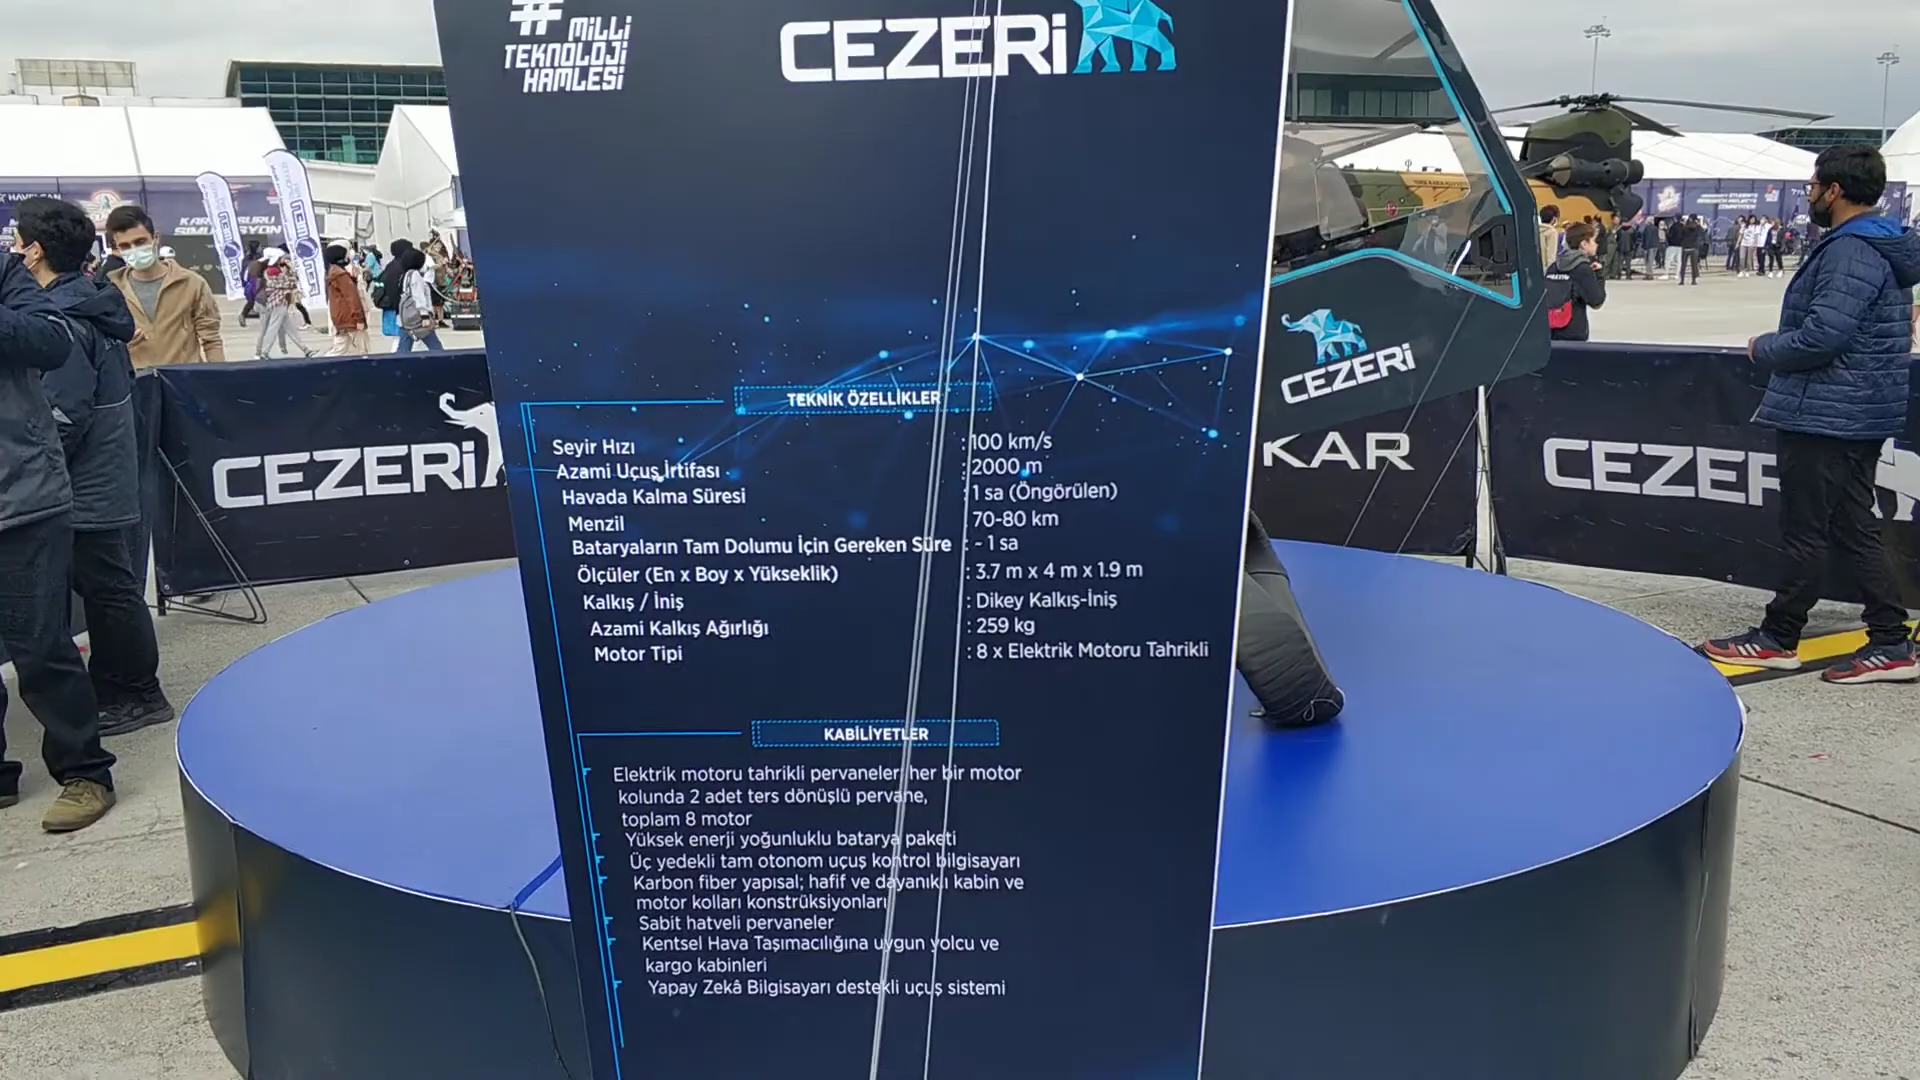 #MİLLİ
TEKNOLOJİ
HAMLESİ
CEZERİ
TEKNİK ÖZELLİKLER
Seyir Hızı : 100 km/s
Azami Uçuş İrtifası : 2000 m
Havada Kalma Süresi : 1 sa (Öngörülen)
Menzil 70-80 km
Bataryaların Tam Dolumu İçin Gereken Süre : ~ 1 sa
Ölçüler (En x Boy x Yükseklik) : 3.7 m x 4 m x 1.9 m
Kalkış / İniş : Dikey Kalkış-İniş
Azami Kalkış Ağırlığı : 259 kg
Motor Tipi : 8 x Elektrik Motoru Tahrikli
KABİLİYETLER
Elektrik motoru tahrikli pervaneler; her bir motor
kolunda 2 adet ters dönüşlü pervane,
toplam 8 motor
Yüksek enerji yoğunluklu batarya paketi
Üç yedekli tam otonom uçuş kontrol bilgisayarı
Karbon fiber yapısal; hafif ve dayanıklı kabin ve
motor kolları konstrüksiyonları
Sabit hatveli pervaneler
Kentsel Hava Taşımacılığına uygun yolcu ve
kargo kabinleri
Yapay Zekâ Bilgisayarı destekli uçuş sistemi
CEZERİ
CEZERİ
KAR
CEZER
HAVELSAN